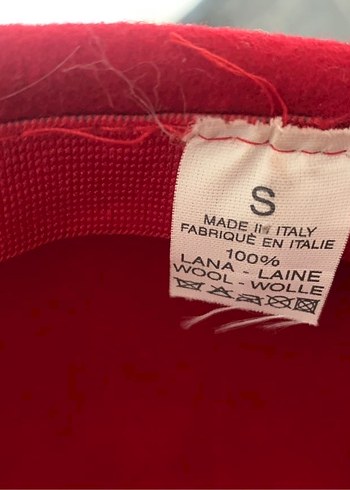 S
MADE IN ITALY
FABRIQUÉ EN ITALIE
100%
LANA - LAINE
WOOL - WOLLE